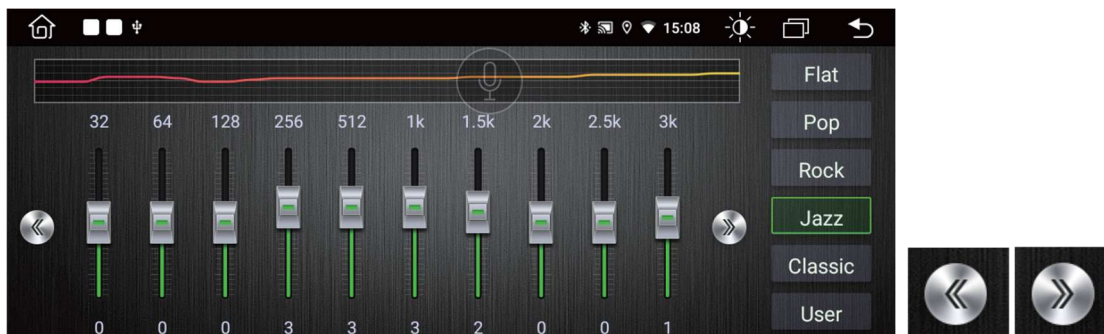 15:08
32 64 128 256 512 1k 1.5k 2k 2.5k 3k
0 0 0 3 3 3 2 0 0 1
Flat
Pop
Rock
Jazz
Classic
User